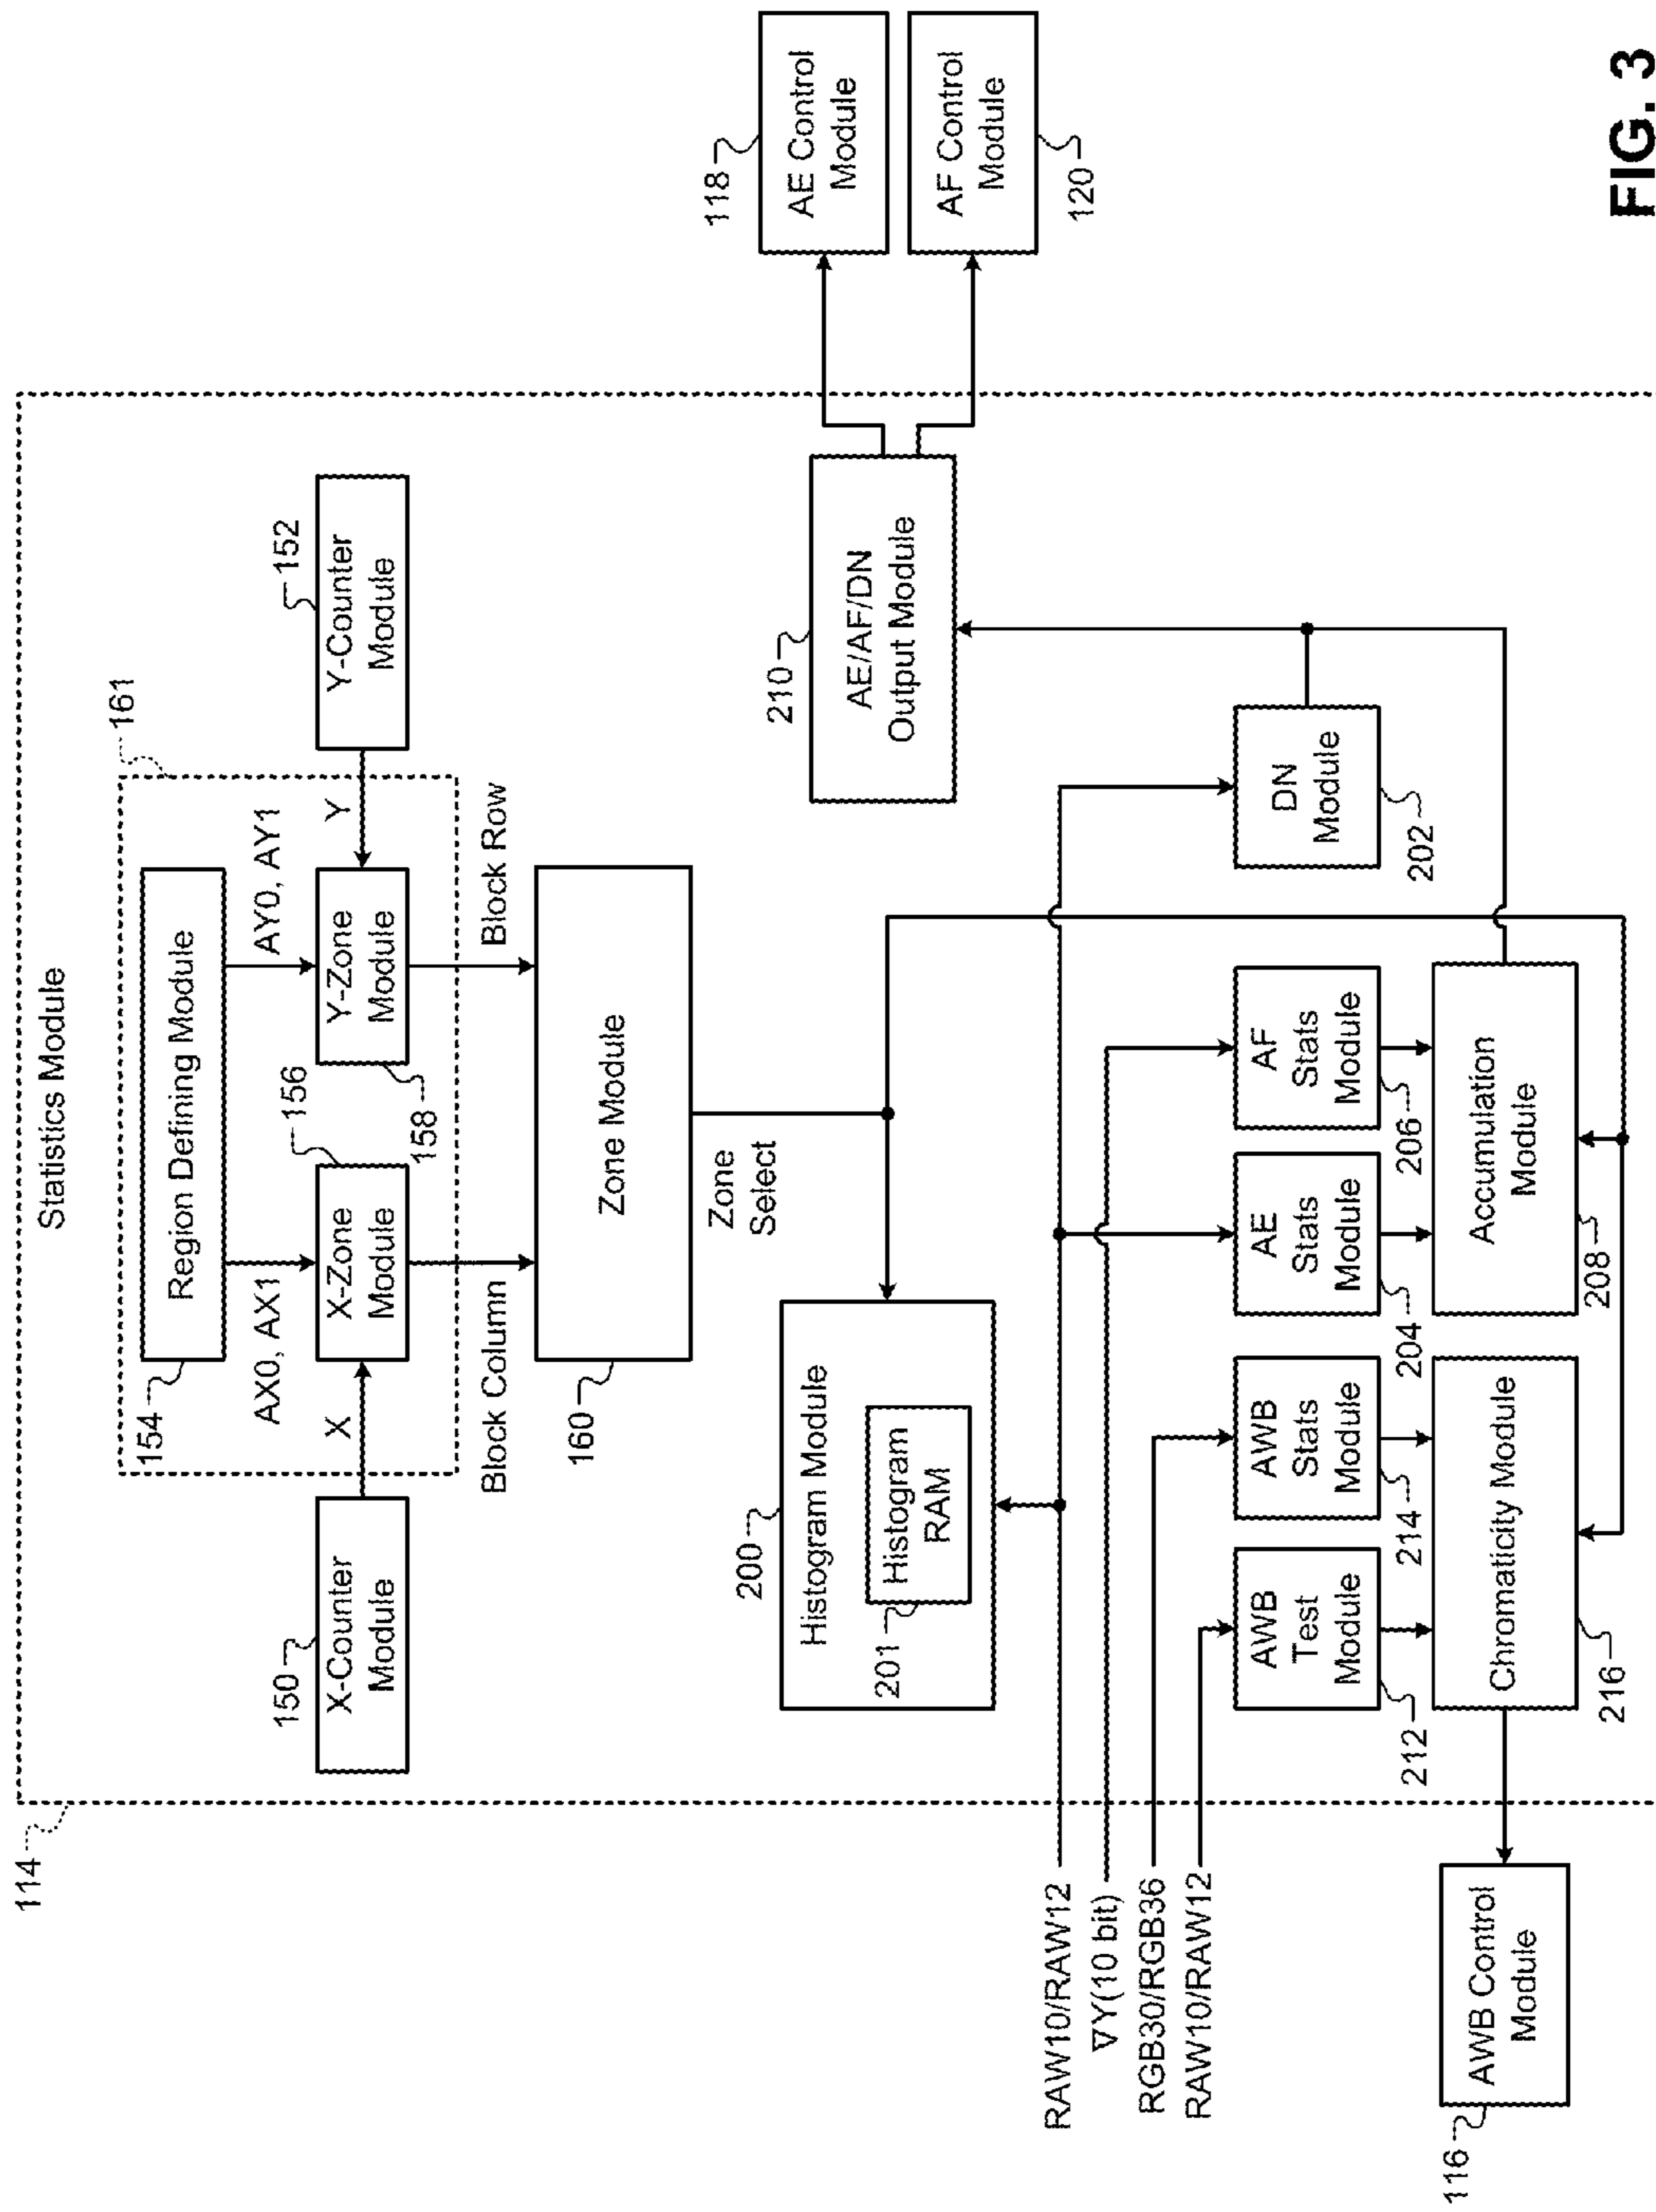 114
Statistics Module
161
154
Region Defining Module
AX0, AX1
AY0, AY1
150
X-Counter
Module
X
X-Zone
Module
156
Y-Zone
Module
158
Y
152
Y-Counter
Module
Block Column
Block Row
160
Zone Module
Zone
Select
200
Histogram Module
201
Histogram
RAM
210
AE/AF/DN
Output Module
118
AE Control
Module
AF Control
Module
120
RAW10/RAW12
∇Y(10 bit)
RGB30/RGB36
RAW10/RAW12
AWB
Test
Module
212
AWB
Stats
Module
214
AE
Stats
Module
204
AF
Stats
Module
206
DN
Module
202
Chromaticity Module
216
Accumulation
Module
208
116
AWB Control
Module
FIG. 3